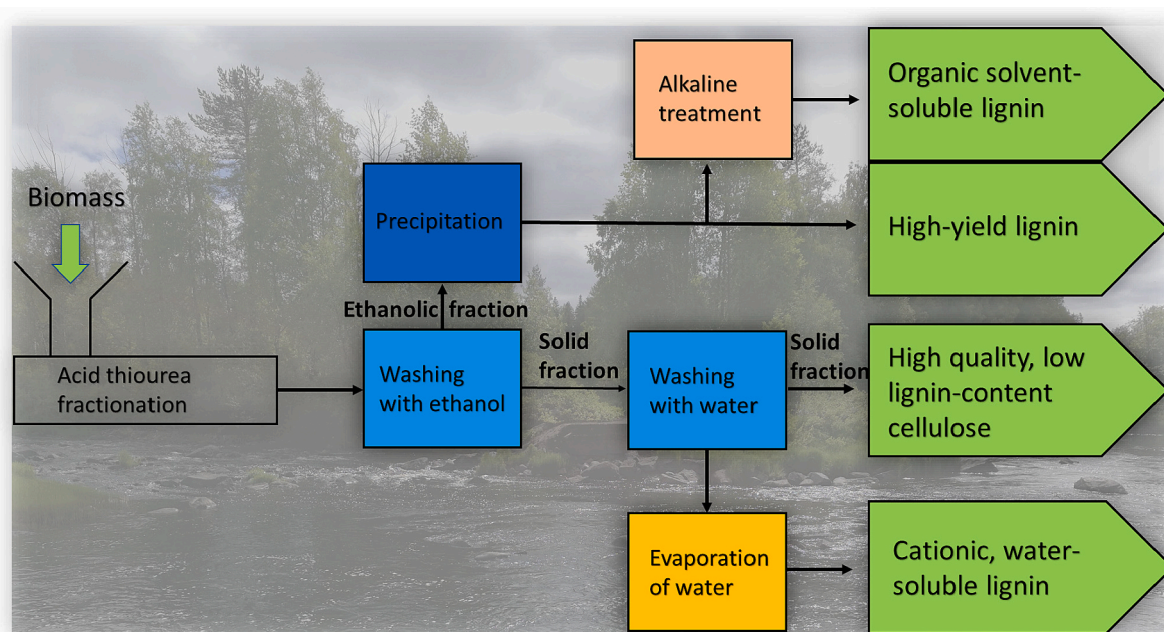 Alkaline
treatment
Organic solvent-
soluble lignin
Biomass
Precipitation
High-yield lignin
Ethanolic fraction
Acid thiourea
fractionation
Washing
with ethanol
Solid
fraction
Washing
with water
Solid
fraction
High quality, low
lignin-content
cellulose
Evaporation
of water
Cationic, water-
soluble lignin